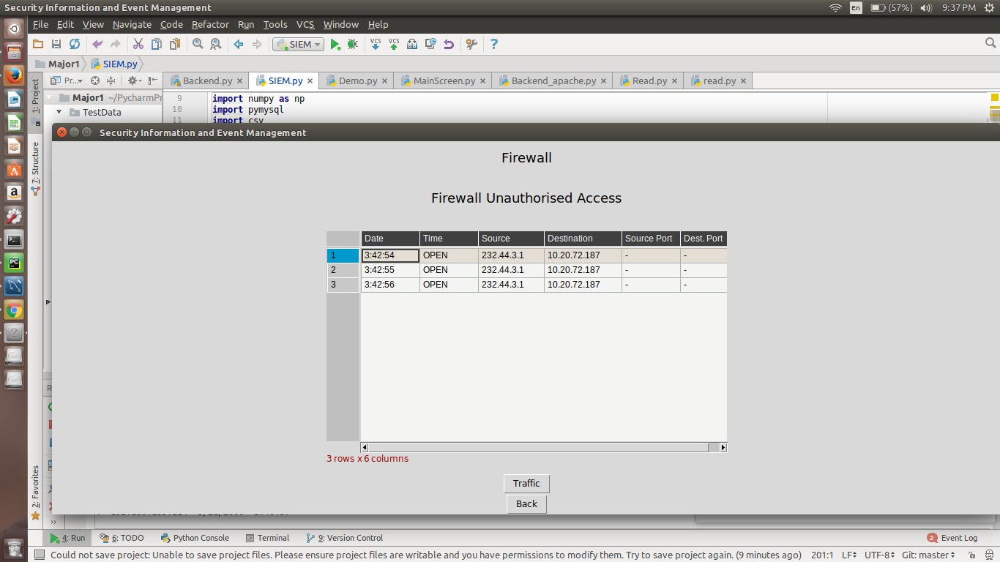 Security Information and Event Management
En (57%) 9:37 PM
File Edit View Navigate Code Refactor Run Tools VCS Window Help
SIEM VCS VCS
Major1 SIEM.py
Pr... Backend.py SIEM.py Demo.py MainScreen.py Backend_apache.py Read.py read.py
1: Project
Major1 ~/PycharmPr
TestData
9 import numpy as np
10 import pymysql
11 import csv
7: Structure
Security Information and Event Management
Firewall
Firewall Unauthorised Access
Date Time Source Destination Source Port Dest. Port
1 3:42:54 OPEN 232.44.3.1 10.20.72.187 - -
2 3:42:55 OPEN 232.44.3.1 10.20.72.187 - -
3 3:42:56 OPEN 232.44.3.1 10.20.72.187 - -
3 rows x 6 columns
Traffic
Back
2: Favorites
4: Run 6: TODO Python Console Terminal 9: Version Control 2 Event Log
Could not save project: Unable to save project files. Please ensure project files are writable and you have permissions to modify them. Try to save project again. (9 minutes ago) 201:1 LF UTF-8 Git: master